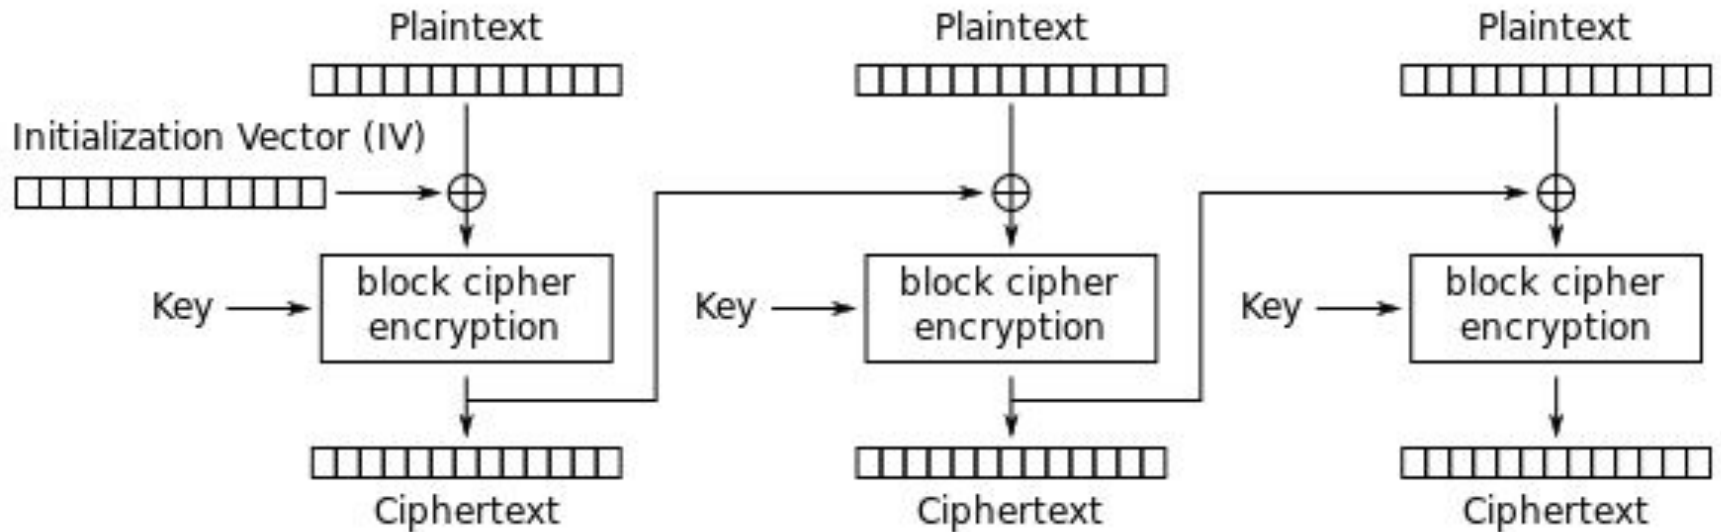 Plaintext
Plaintext
Plaintext
Initialization Vector (IV)
Key
block cipher
encryption
Key
block cipher
encryption
Key
block cipher
encryption
Ciphertext
Ciphertext
Ciphertext